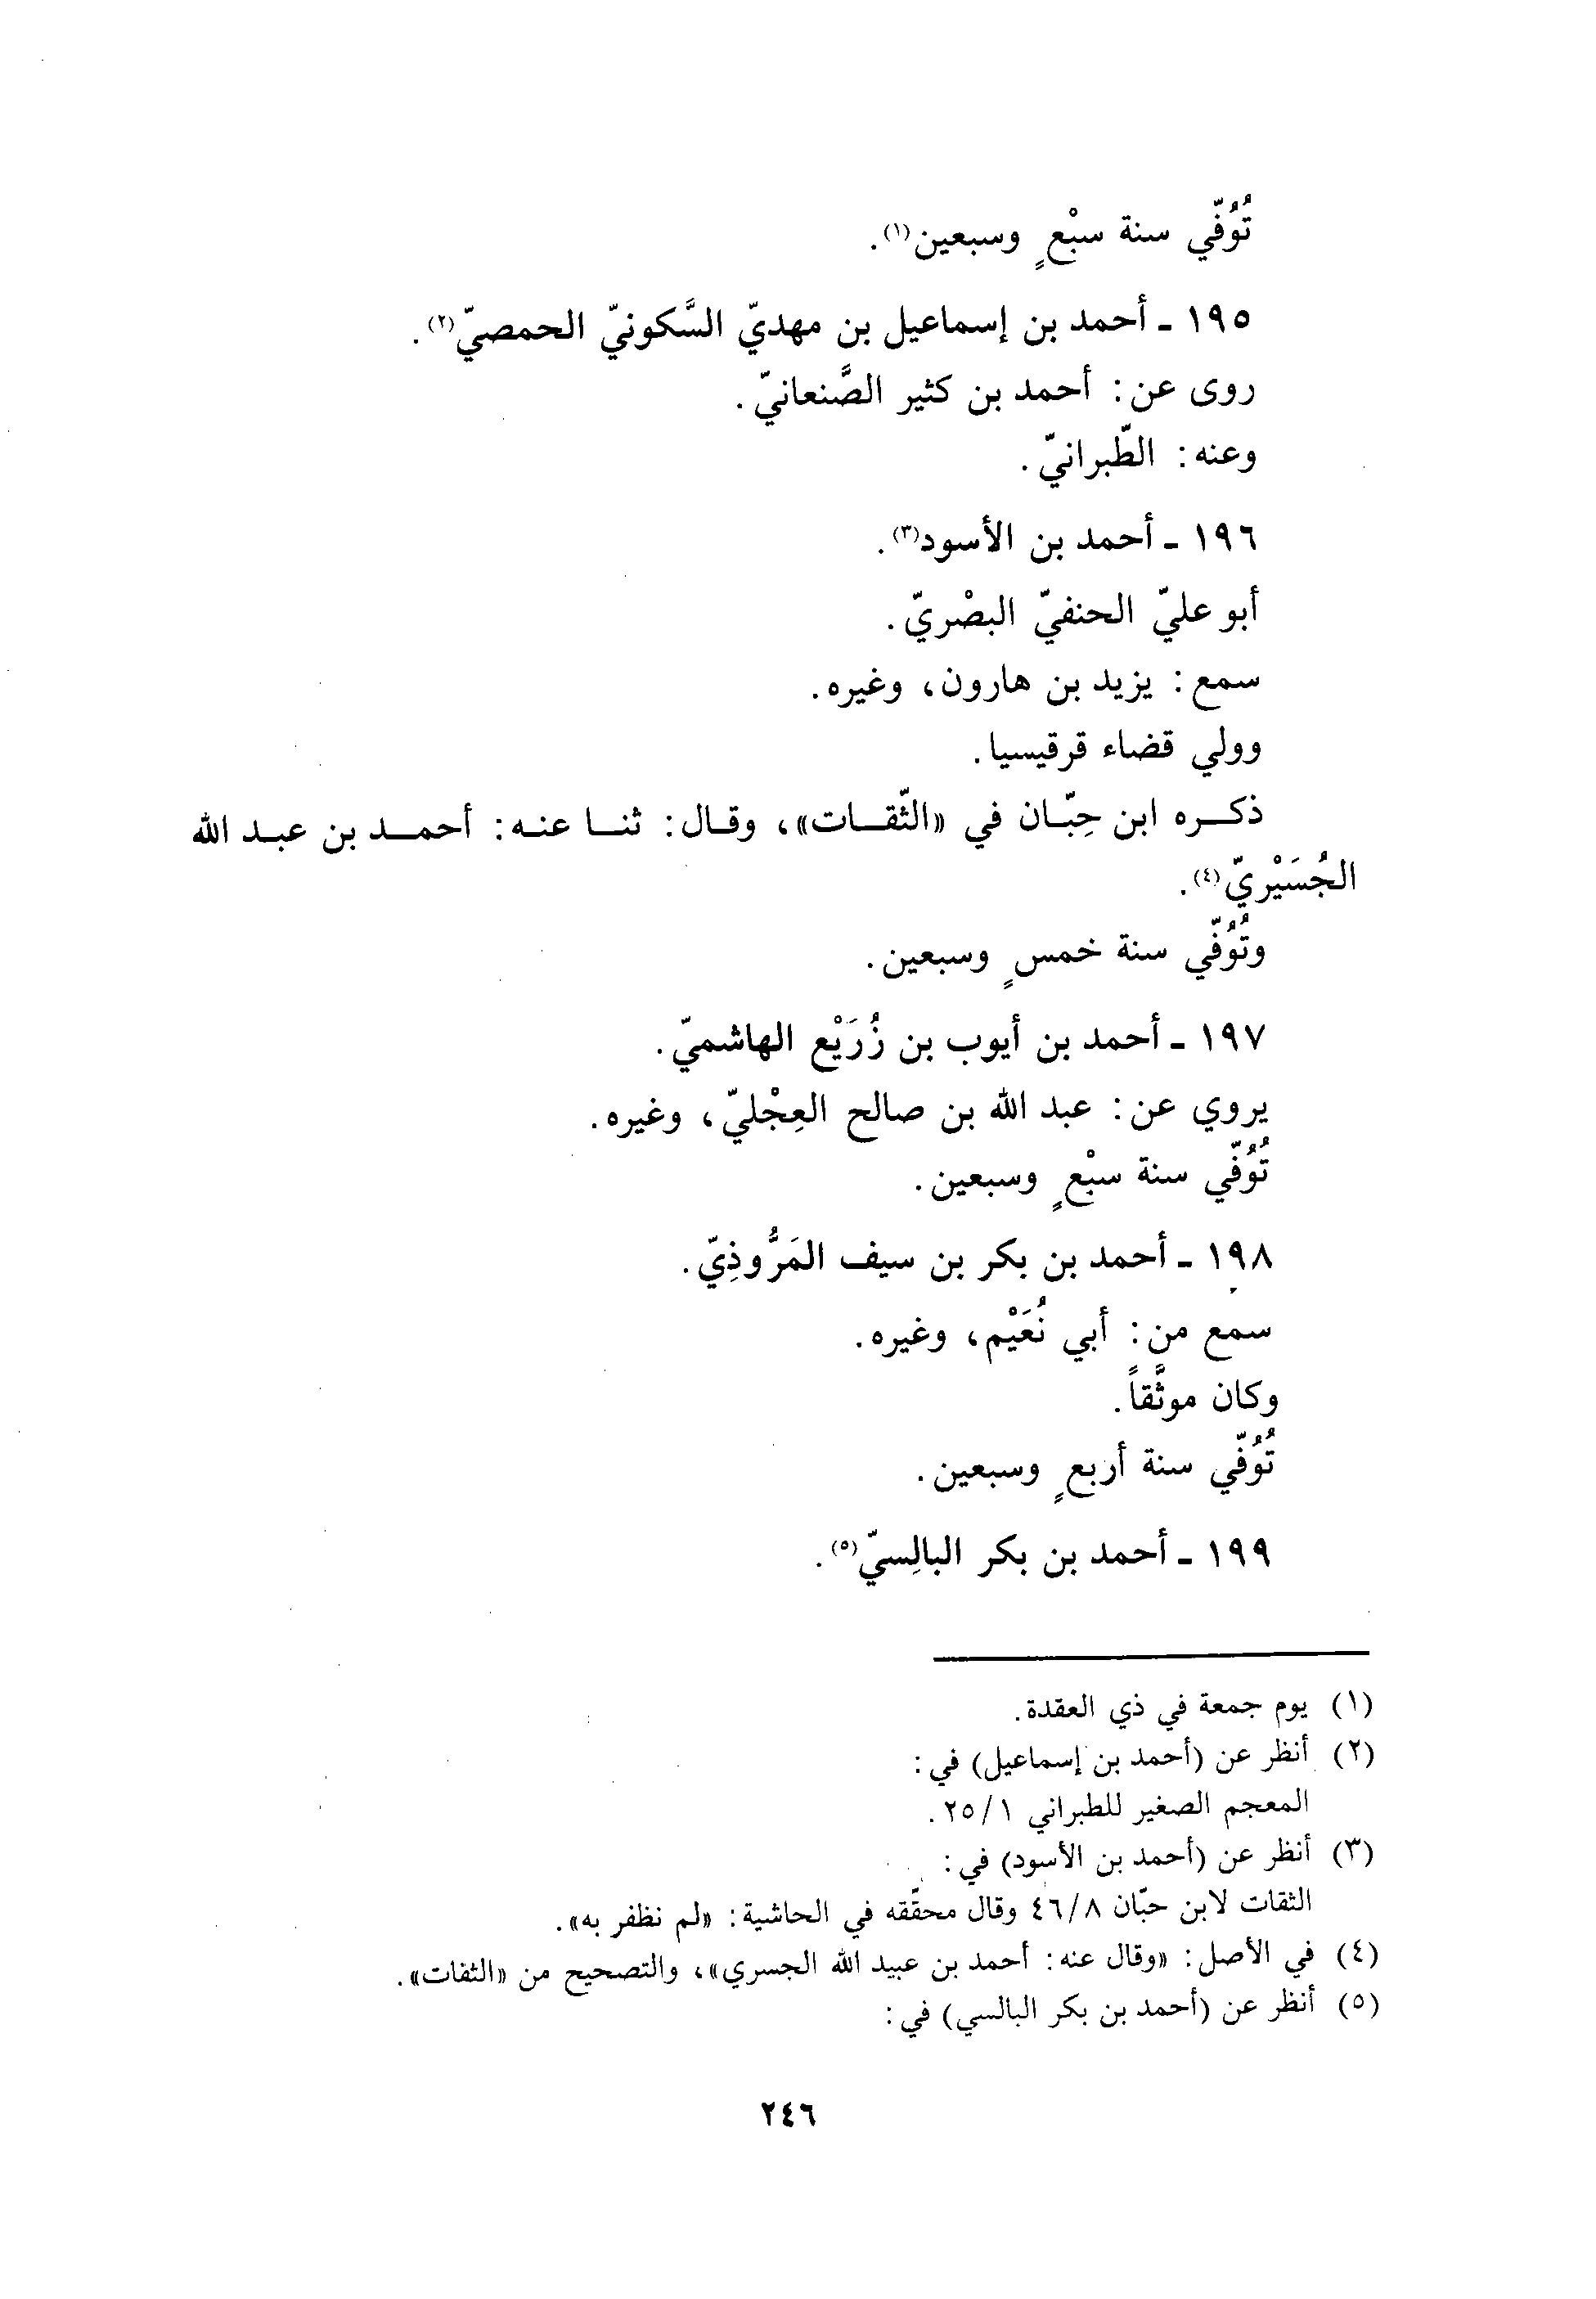 تُوُفّي سنة سبْعٍ وسبعين(١).
١٩٥ ـ أحمد بن إسماعيل بن مهديّ السَّكونيّ الحمصيّ(٢).
روى عن: أحمد بن كثير الصَّنعانيّ.
وعنه: الطّبرانيّ.
١٩٦ ـ أحمد بن الأسود(٣).
أبو عليّ الحنفيّ البصْريّ.
سمع: يزيد بن هارون، وغيره.
وولي قضاء قرقيسيا.
ذكره ابن حِبّان في «الثّقات»، وقال: ثنا عنه: أحمد بن عبد الله
الجُسَيْريّ(٤).
وتُوُفّي سنة خمسٍ وسبعين.
١٩٧ ـ أحمد بن أيوب بن زُرَيْع الهاشميّ.
يروي عن: عبد الله بن صالح العِجْليّ، وغيره.
تُوُفّي سنة سبْعٍ وسبعين.
١٩٨ ـ أحمد بن بكر بن سيف المَرُّوذِيّ.
سمع من: أبي نُعَيْم، وغيره.
وكان موثَّقاً.
تُوُفّي سنة أربعٍ وسبعين.
١٩٩ ـ أحمد بن بكر البالِسيّ(٥).
(١) يوم جمعة في ذي العقدة.
(٢) أنظر عن (أحمد بن إسماعيل) في:
المعجم الصغير للطبراني ٢٥/١.
(٣) أنظر عن (أحمد بن الأسود) في:
الثقات لابن حبّان ٤٦/٨ وقال محقّقه في الحاشية: «لم نظفر به».
(٤) في الأصل: «وقال عنه: أحمد بن عبيد الله الجسري»، والتصحيح من «الثقات».
(٥) أنظر عن (أحمد بن بكر البالسي) في:
٢٤٦